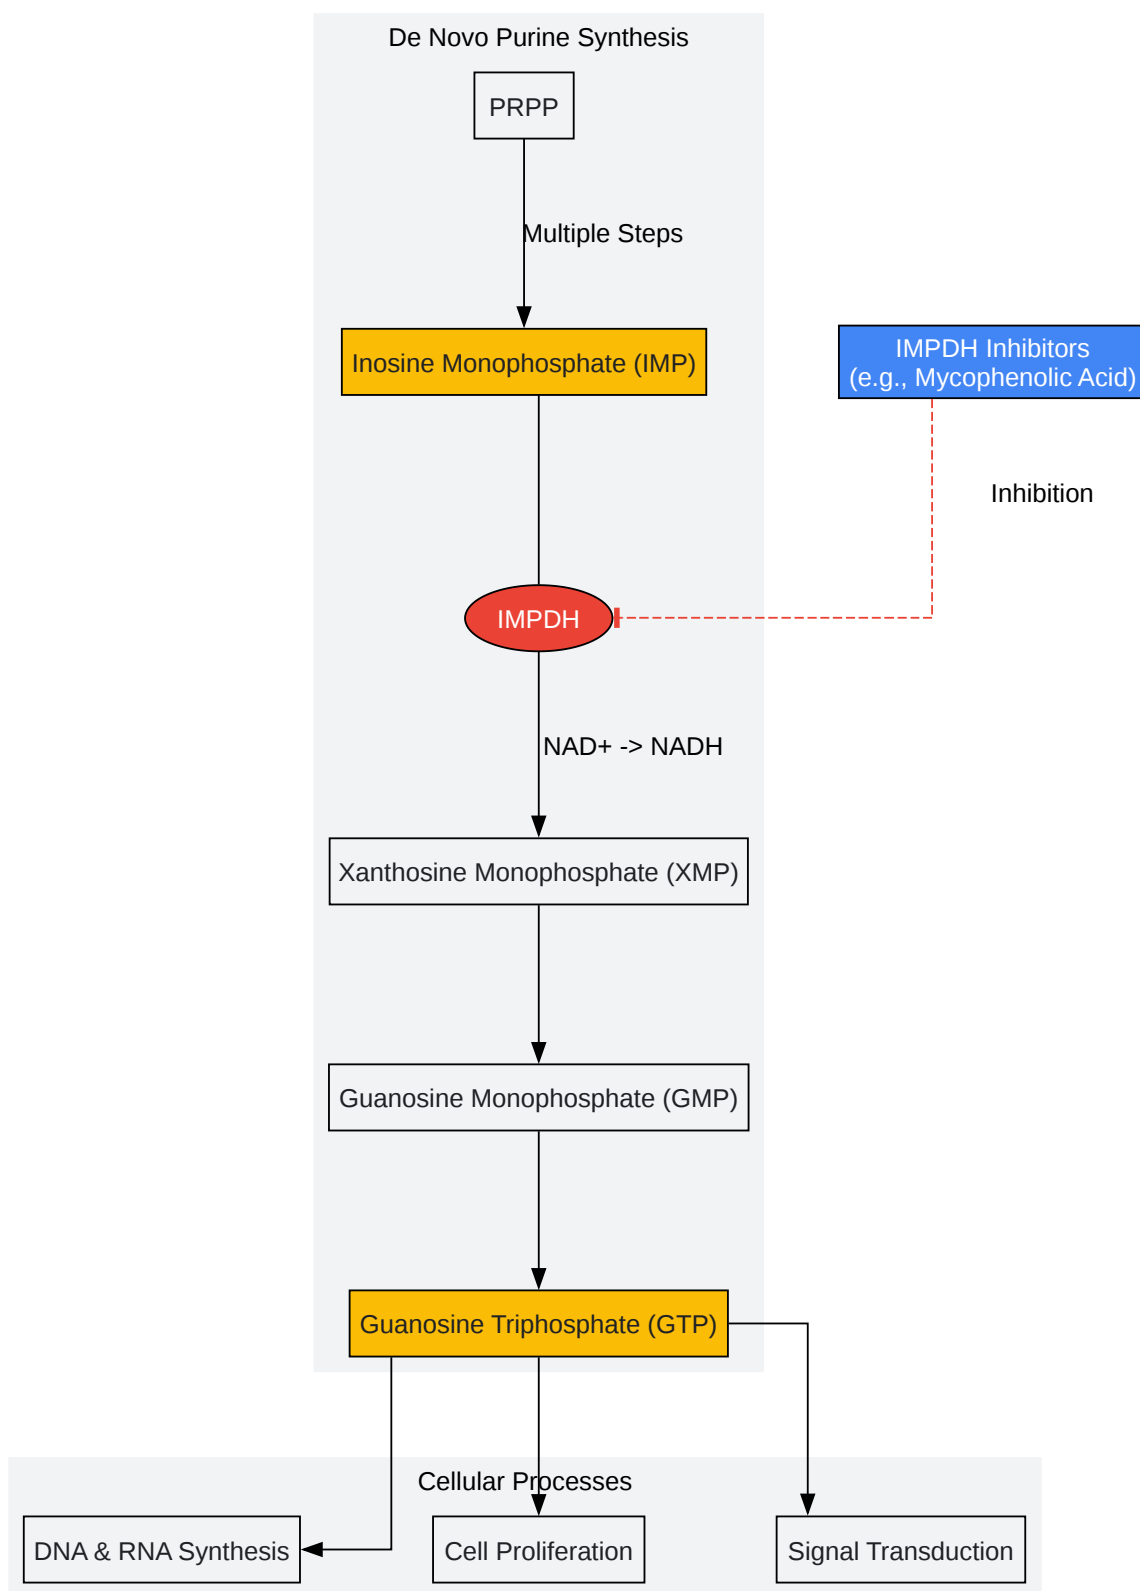 De Novo Purine Synthesis
PRPP
Multiple Steps
Inosine Monophosphate (IMP)
IMPDH Inhibitors
(e.g., Mycophenolic Acid)
Inhibition
IMPDH
NAD+ -> NADH
Xanthosine Monophosphate (XMP)
Guanosine Monophosphate (GMP)
Guanosine Triphosphate (GTP)
Cellular Processes
DNA & RNA Synthesis
Cell Proliferation
Signal Transduction